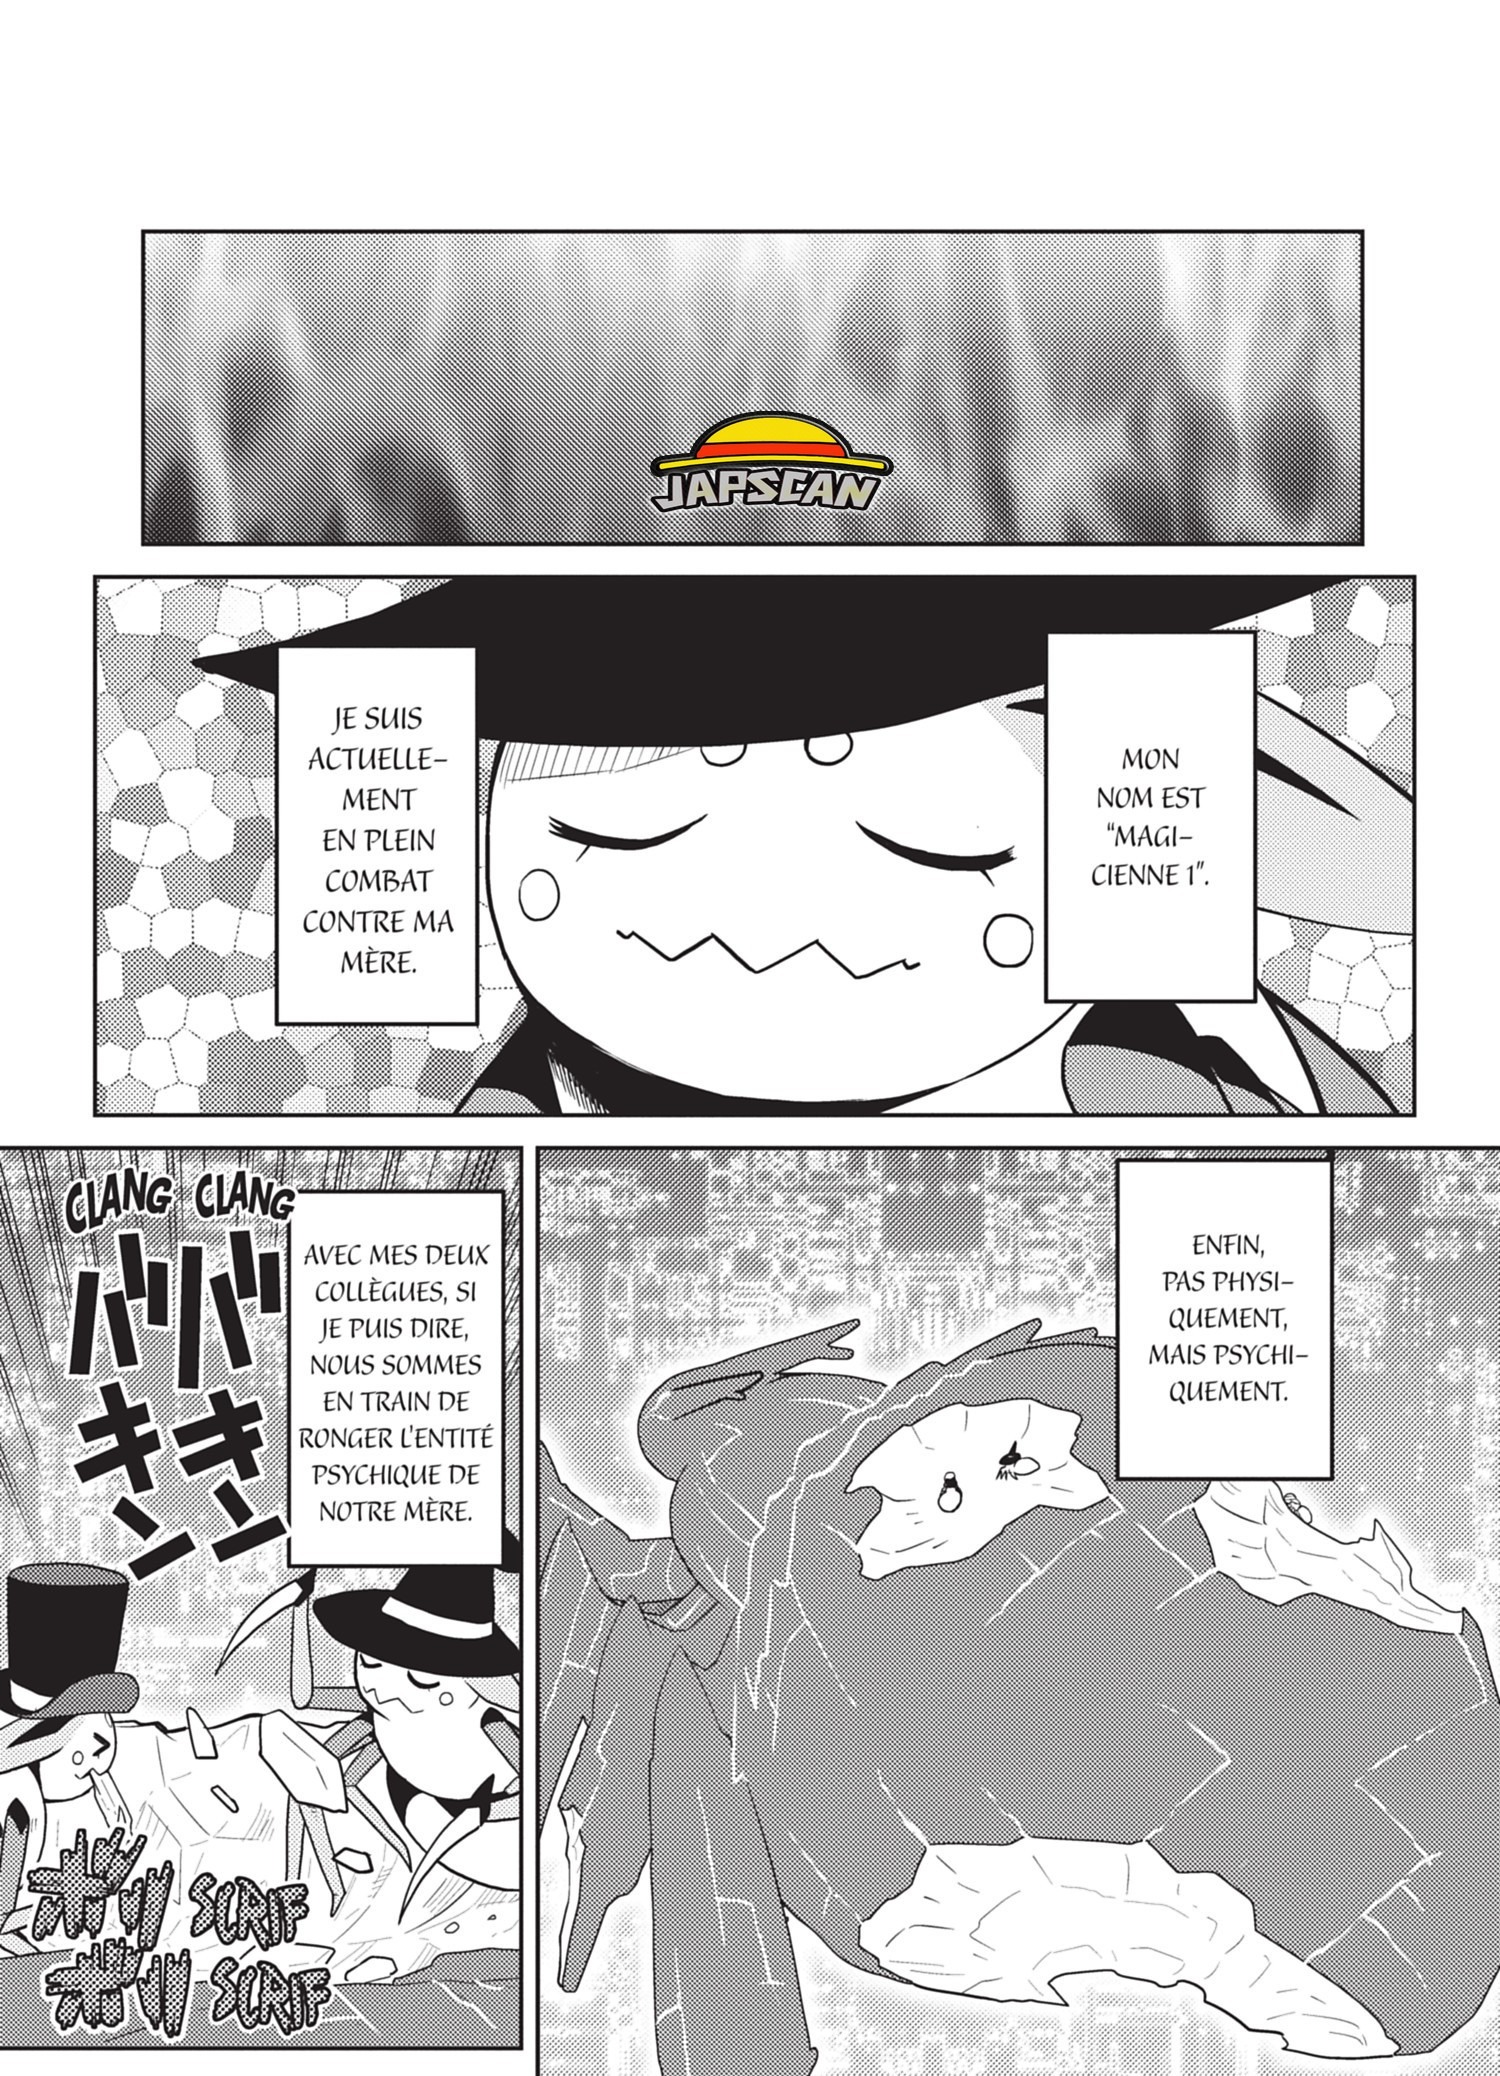 JAPSCAN
MON
NOM EST
“MAGI–
CIENNE 1”.
JE SUIS
ACTUELLE–
MENT
EN PLEIN
COMBAT
CONTRE MA
MÈRE.
ENFIN,
PAS PHYSI–
QUEMENT,
MAIS PSYCHI–
QUEMENT.
AVEC MES DEUX
COLLÈGUES, SI
JE PUIS DIRE,
NOUS SOMMES
EN TRAIN DE
RONGER L'ENTITÉ
PSYCHIQUE DE
NOTRE MÈRE.
CLANG CLANG
バキン
バキン
ボリ SCRIF
ボリ SCRIF